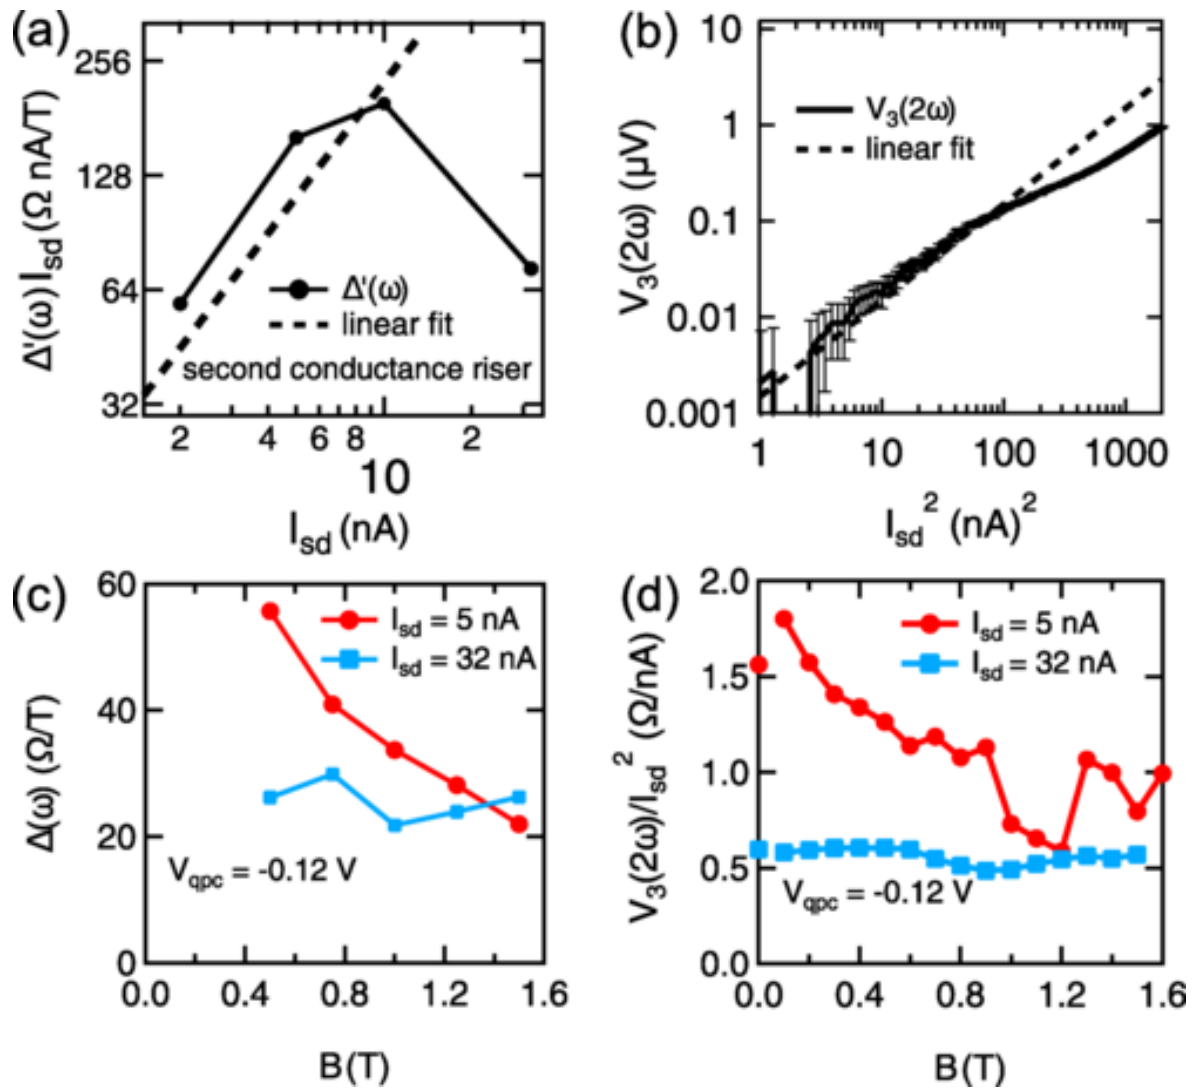 (a)
256
128
64
32
Δ'(ω) I_sd (Ω nA/T)
Δ'(ω)
linear fit
second conductance riser
2 4 6 8 10 2
I_sd (nA)
(b)
10
1
0.1
0.01
0.001
V_3(2ω) (μV)
V_3(2ω)
linear fit
1 10 100 1000
I_sd^2 (nA)^2
(c)
60
40
20
0
Δ(ω) (Ω/T)
I_sd = 5 nA
I_sd = 32 nA
V_qpc = -0.12 V
0.0 0.4 0.8 1.2 1.6
B(T)
(d)
2.0
1.5
1.0
0.5
0.0
V_3(2ω)/I_sd^2 (Ω/nA)
I_sd = 5 nA
I_sd = 32 nA
V_qpc = -0.12 V
0.0 0.4 0.8 1.2 1.6
B(T)